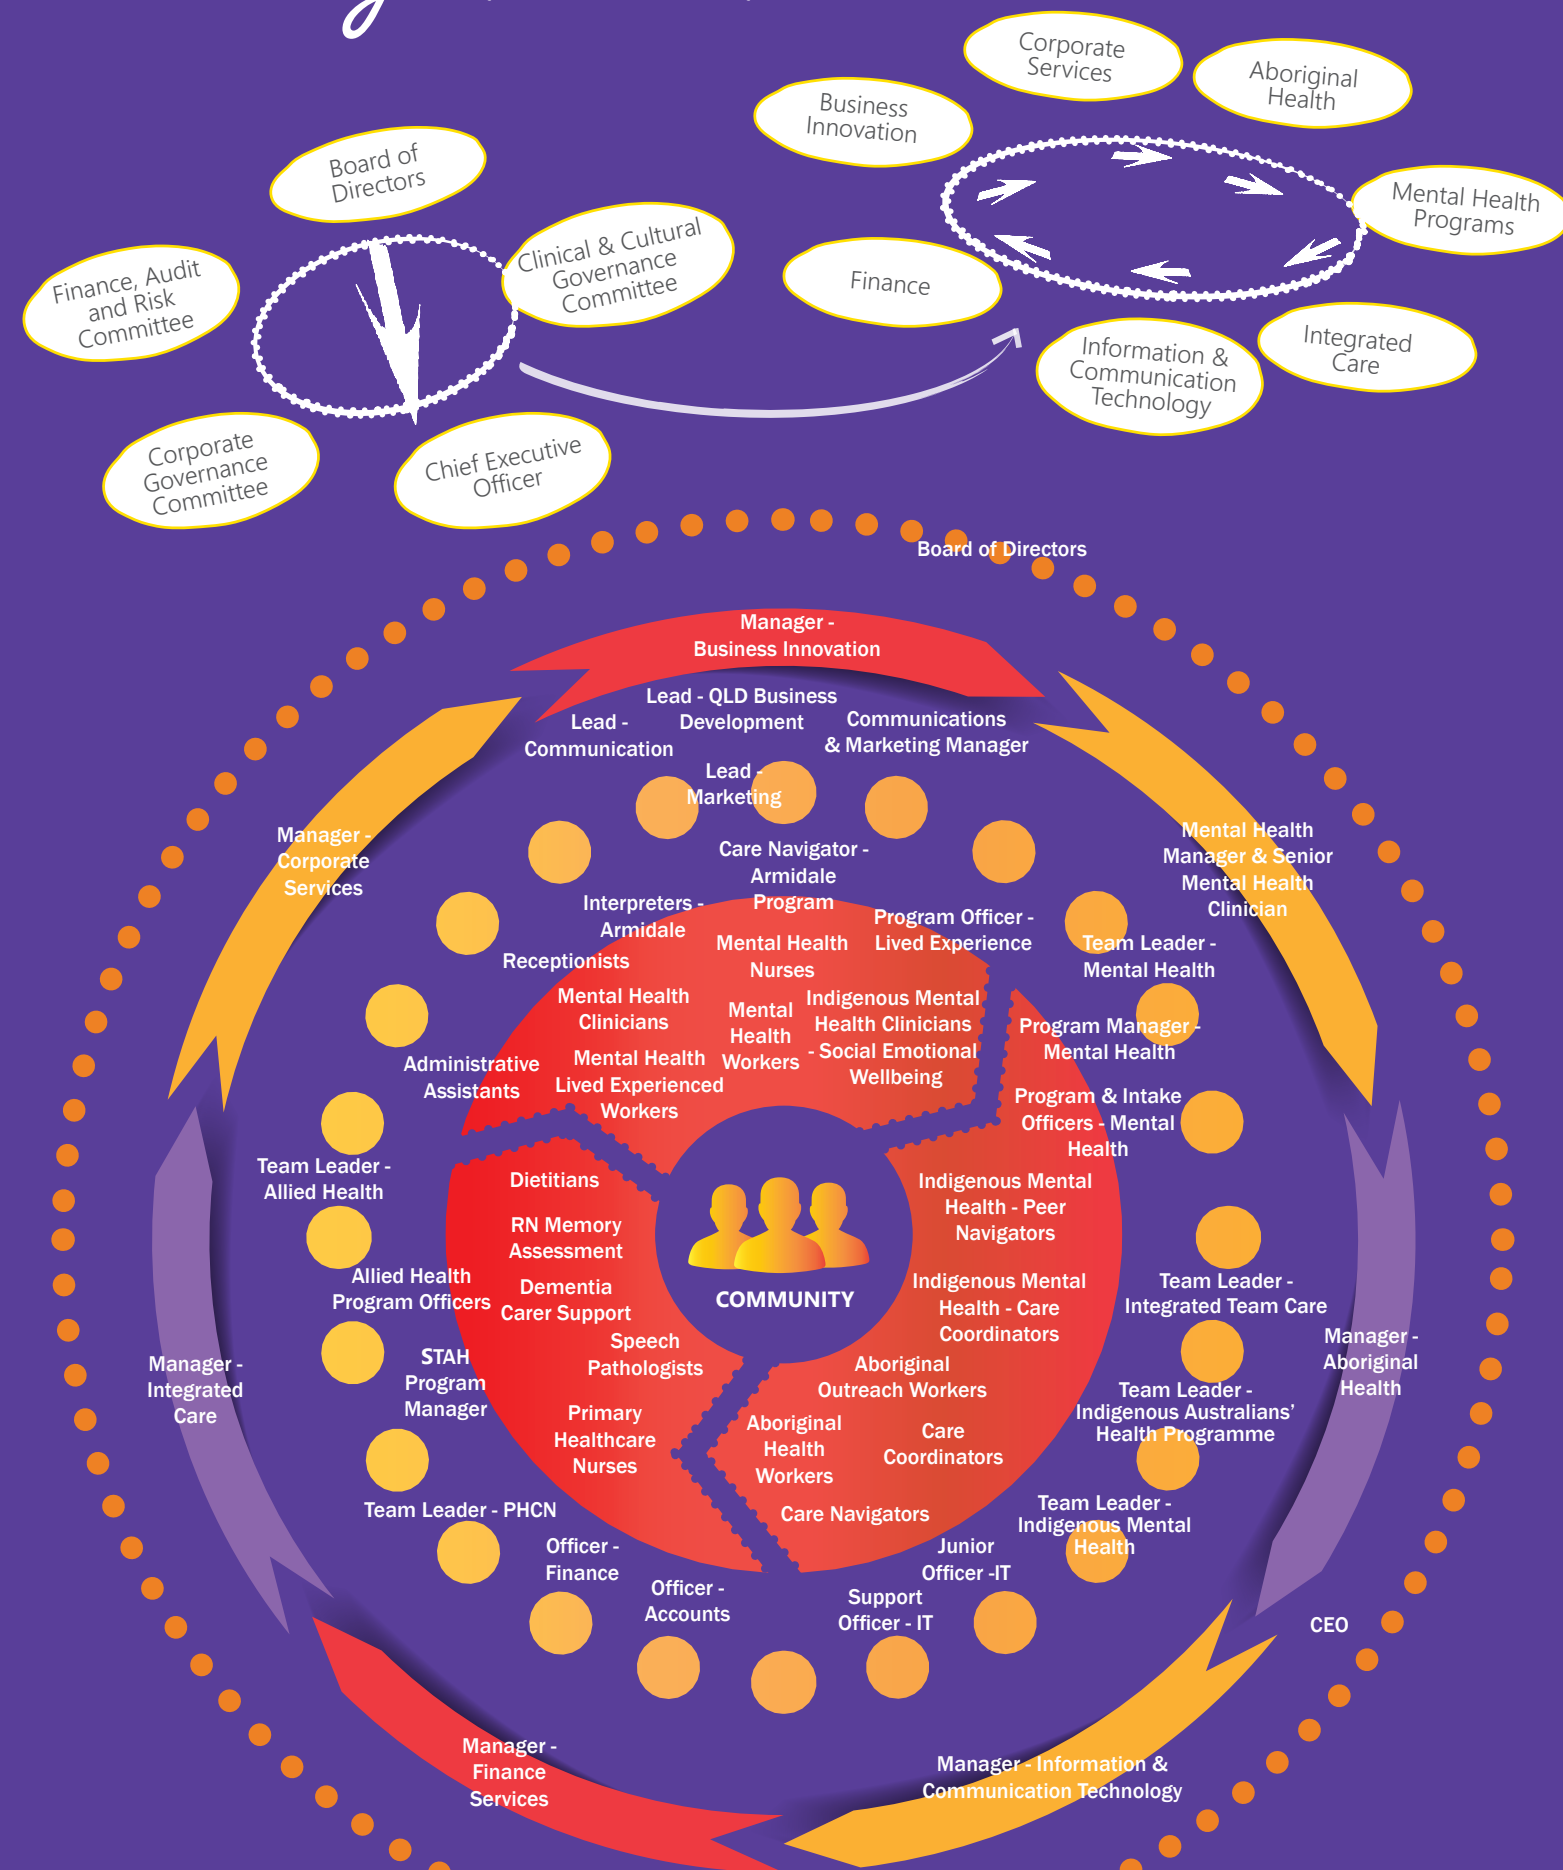 Corporate
Services
Aboriginal
Health
Business
Innovation
Board of
Directors
Mental Health
Programs
Clinical & Cultural
Governance
Committee
Finance, Audit
and Risk
Committee
Finance
Integrated
Care
Information &
Communication
Technology
Corporate
Governance
Committee
Chief Executive
Officer
Board of Directors
Manager -
Business Innovation
Lead - QLD Business
Development
Lead -
Communication
Communications
& Marketing Manager
Lead -
Marketing
Manager -
Corporate
Services
Mental Health
Manager & Senior
Mental Health
Clinician
Care Navigator -
Armidale
Program
Interpreters -
Armidale
Program Officer -
Lived Experience
Receptionists
Mental Health
Nurses
Team Leader -
Mental Health
Mental Health
Clinicians
Mental
Health
Workers
Indigenous Mental
Health Clinicians
- Social Emotional
Wellbeing
Program Manager -
Mental Health
Administrative
Assistants
Mental Health
Lived Experienced
Workers
Program & Intake
Officers - Mental
Health
Team Leader -
Allied Health
Dietitians
Indigenous Mental
Health - Peer
Navigators
RN Memory
Assessment
Allied Health
Program Officers
Dementia
Carer Support
COMMUNITY
Indigenous Mental
Health - Care
Coordinators
Team Leader -
Integrated Team Care
Manager -
Integrated
Care
STAH
Program
Manager
Speech
Pathologists
Aboriginal
Outreach Workers
Manager -
Aboriginal
Health
Team Leader -
Indigenous Australians’
Health Programme
Primary
Healthcare
Nurses
Aboriginal
Health
Workers
Care
Coordinators
Team Leader - PHCN
Care Navigators
Team Leader -
Indigenous Mental
Health
Officer -
Finance
Junior
Officer -IT
Officer -
Accounts
Support
Officer - IT
CEO
Manager -
Finance
Services
Manager - Information &
Communication Technology